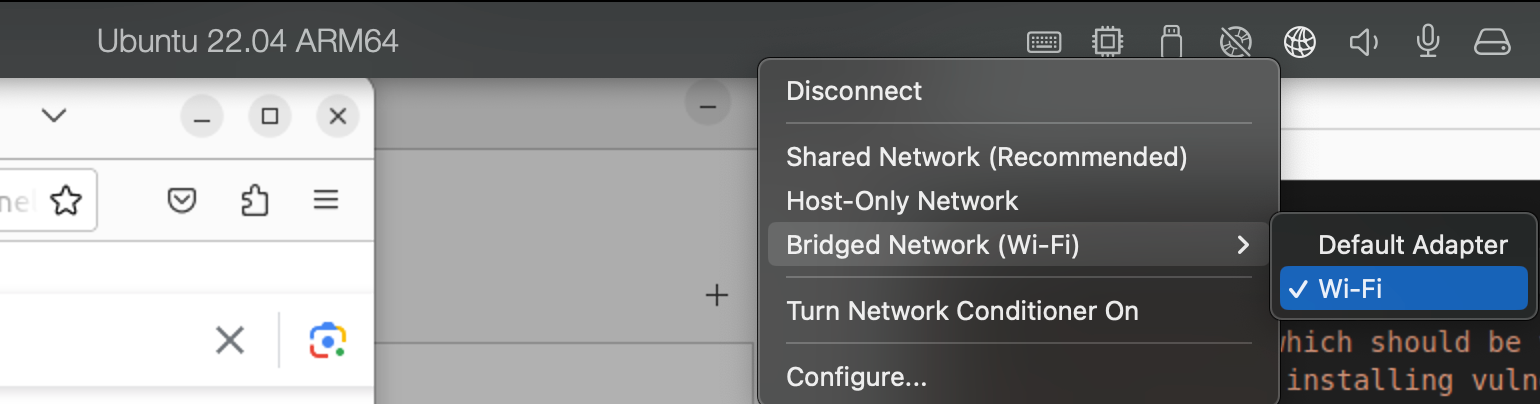 Ubuntu 22.04 ARM64
Disconnect
Shared Network (Recommended)
Host-Only Network
Bridged Network (Wi-Fi)
Default Adapter
Wi-Fi
Turn Network Conditioner On
which should be
Configure...
installing vuln